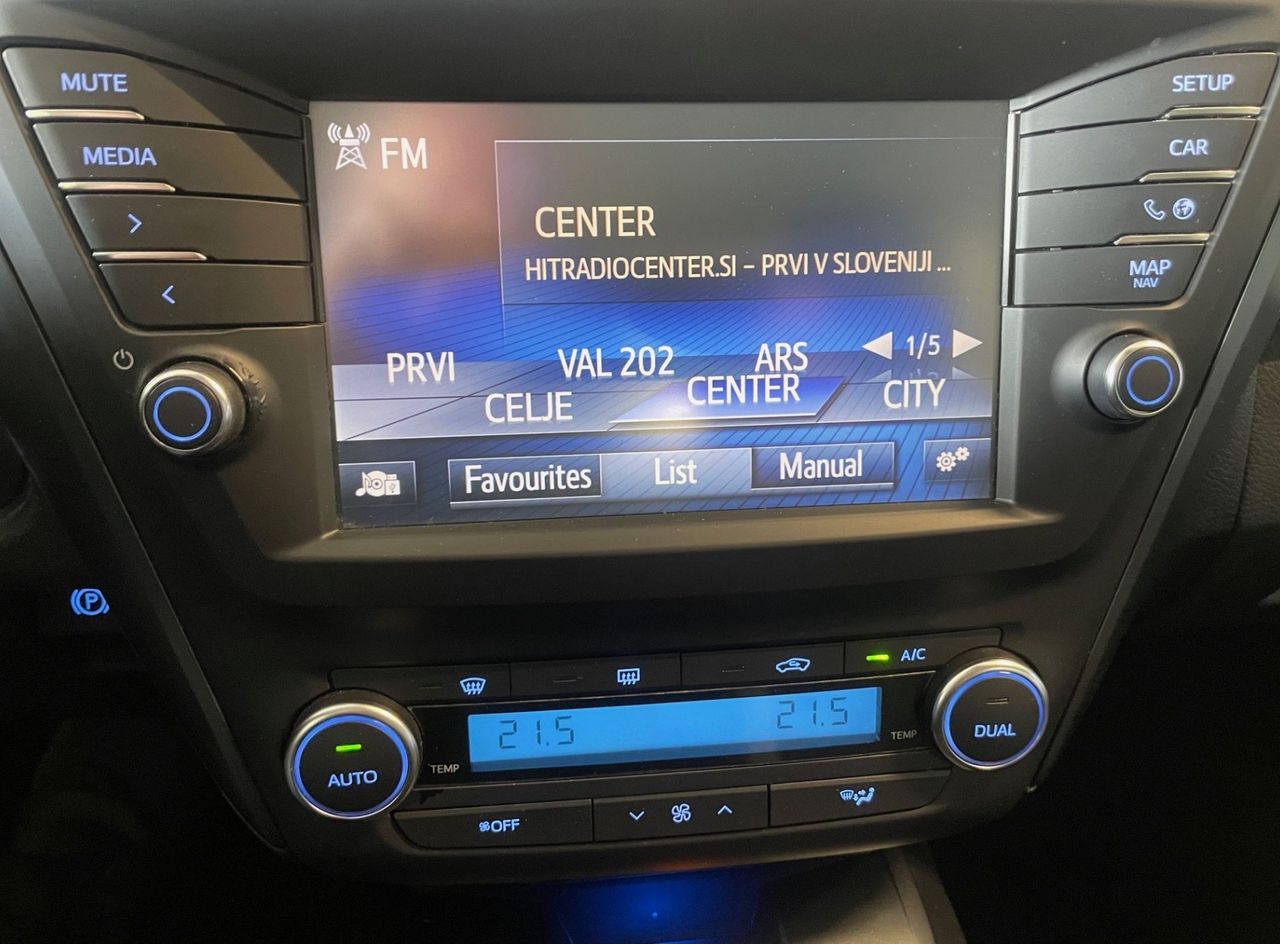 MUTE
MEDIA
SETUP
CAR
MAP
NAV
FM
CENTER
HITRADIOCENTER.SI - PRVI V SLOVENIJI ...
PRVI VAL 202 ARS 1/5
CELJE CENTER CITY
Favourites List Manual
P
A/C
21.5 21.5
AUTO TEMP TEMP DUAL
OFF